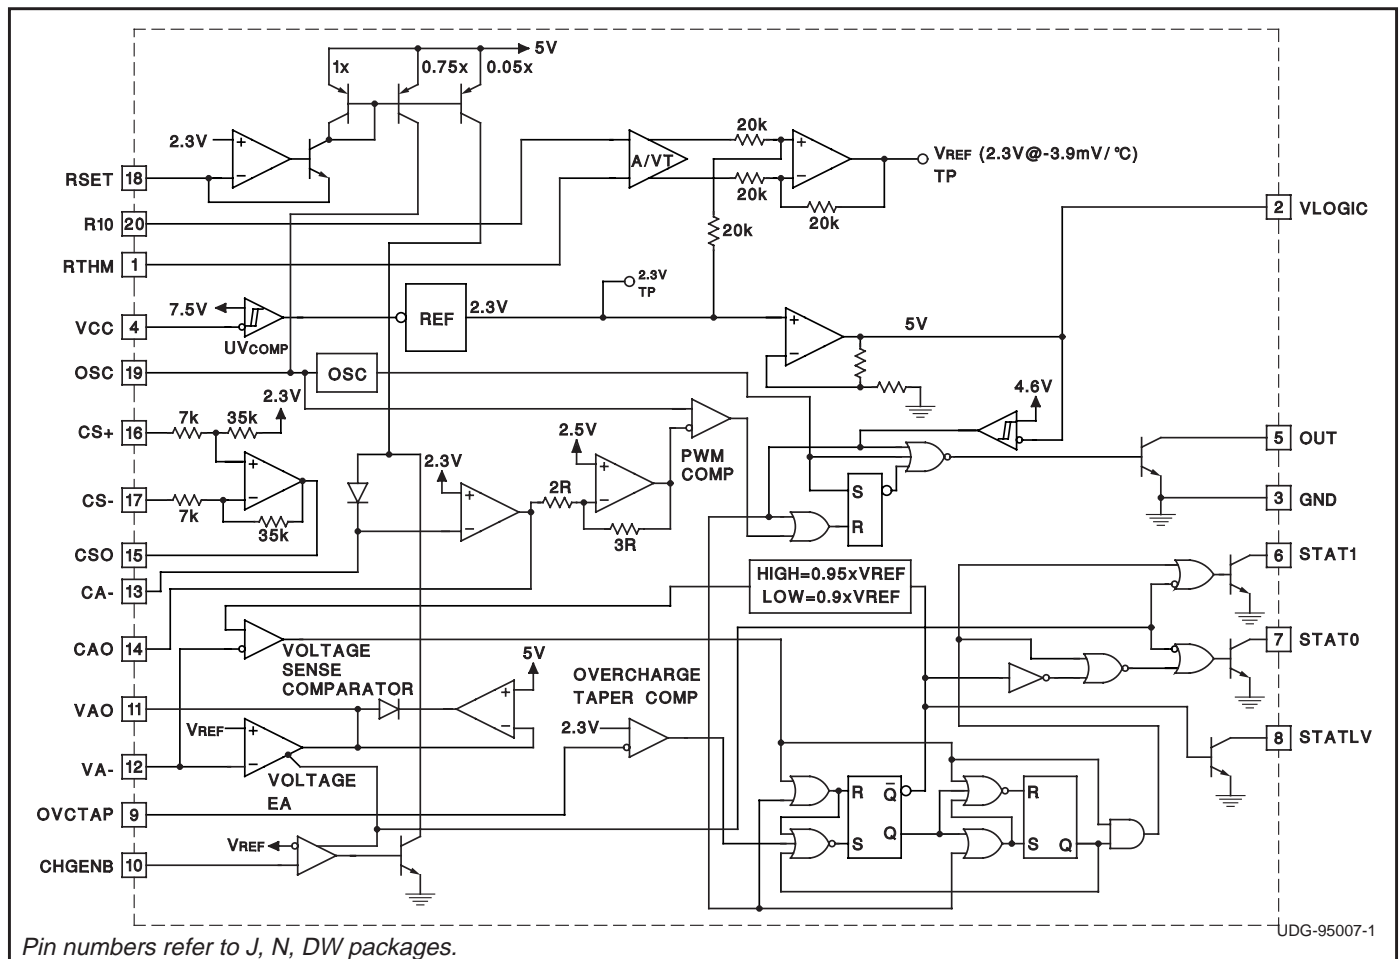 5V
1x
0.75x
0.05x
2.3V
RSET 18
A/VT
20k
20k
20k
20k
VREF (2.3V@-3.9mV/°C)
TP
2 VLOGIC
R10 20
RTHM 1
2.3V
TP
7.5V
VCC 4
UVCOMP
REF
2.3V
5V
OSC 19
OSC
4.6V
2.3V
7k
35k
CS+ 16
2.5V
PWM
COMP
5 OUT
2.3V
CS- 17
7k
35k
2R
3R
S
R
3 GND
CSO 15
6 STAT1
CA- 13
HIGH=0.95xVREF
LOW=0.9xVREF
CAO 14
VOLTAGE
SENSE
COMPARATOR
5V
OVERCHARGE
TAPER COMP
7 STAT0
VAO 11
VREF
2.3V
8 STATLV
VA- 12
VOLTAGE
EA
R
Q
Q
S
R
S
Q
OVCTAP 9
VREF
CHGENB 10
UDG-95007-1
Pin numbers refer to J, N, DW packages.